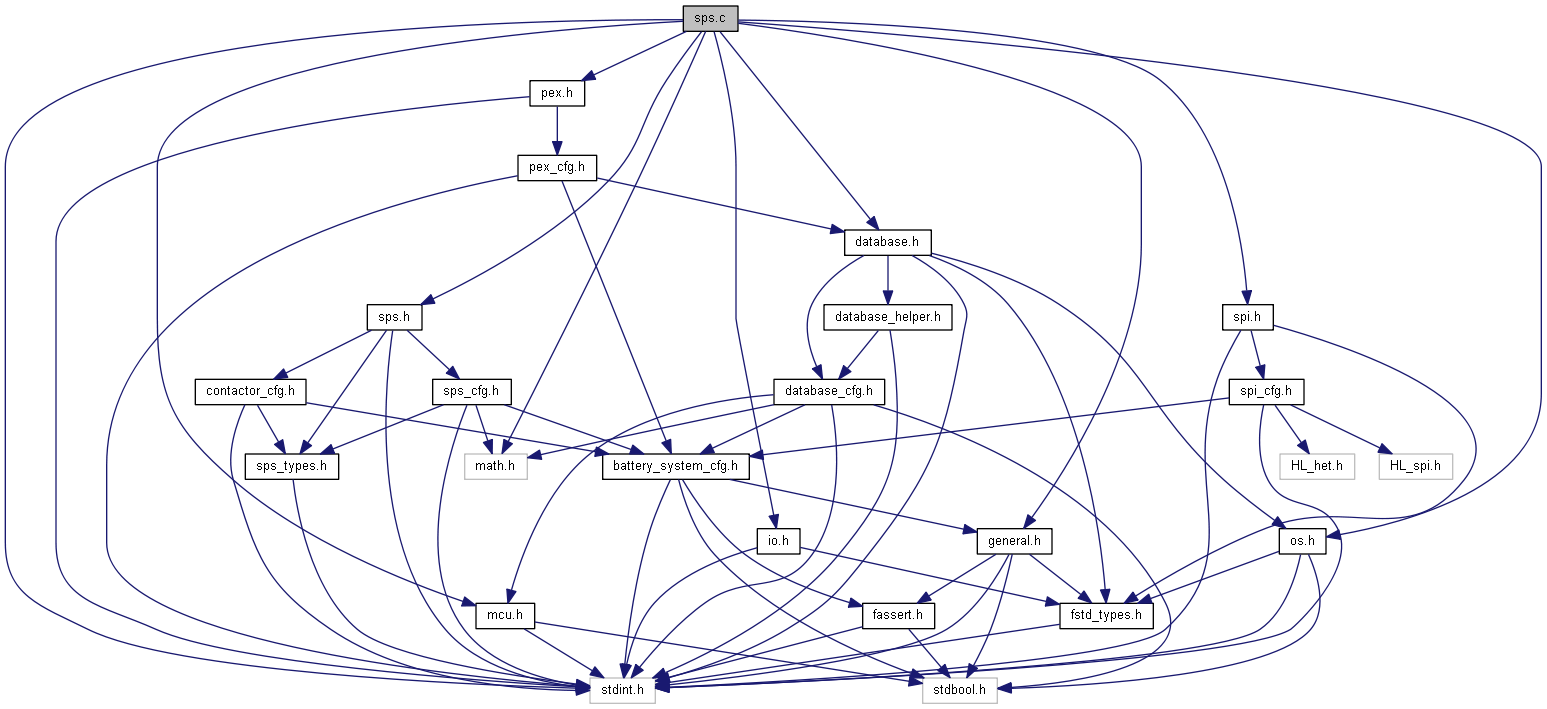 sps.c
pex.h
pex_cfg.h
database.h
sps.h
database_helper.h
spi.h
contactor_cfg.h
sps_cfg.h
database_cfg.h
spi_cfg.h
sps_types.h
math.h
battery_system_cfg.h
HL_het.h
HL_spi.h
io.h
general.h
os.h
mcu.h
fassert.h
fstd_types.h
stdint.h
stdbool.h